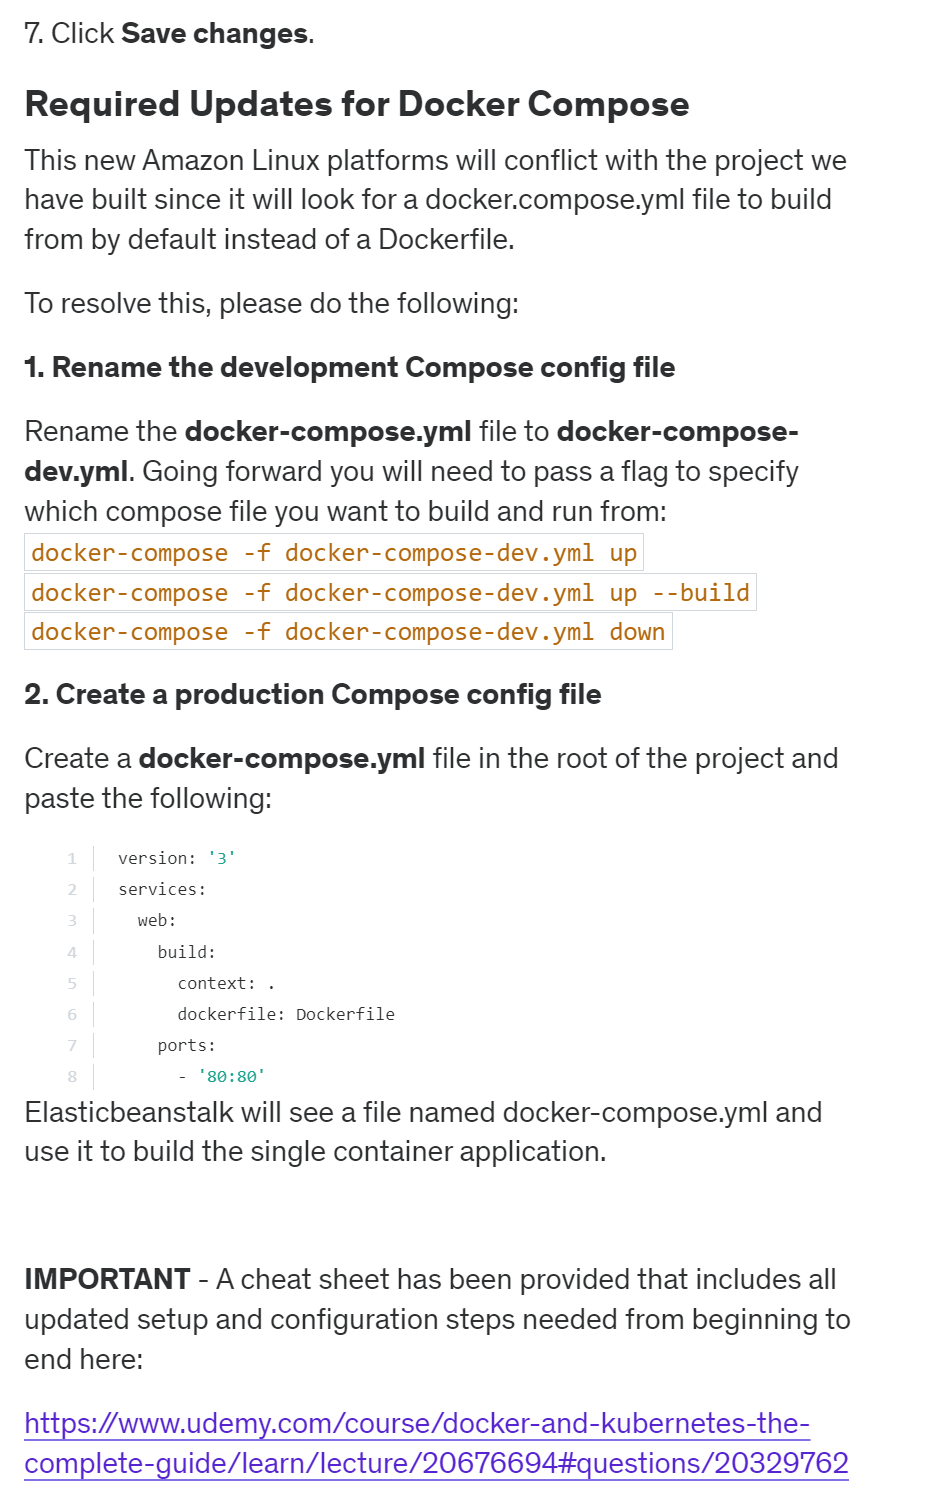 7. Click Save changes.
Required Updates for Docker Compose
This new Amazon Linux platforms will conflict with the project we
have built since it will look for a docker.compose.yml file to build
from by default instead of a Dockerfile.
To resolve this, please do the following:
1. Rename the development Compose config file
Rename the docker-compose.yml file to docker-compose-
dev.yml. Going forward you will need to pass a flag to specify
which compose file you want to build and run from:
docker-compose -f docker-compose-dev.yml up
docker-compose -f docker-compose-dev.yml up --build
docker-compose -f docker-compose-dev.yml down
2. Create a production Compose config file
Create a docker-compose.yml file in the root of the project and
paste the following:
1 version: '3'
2 services:
3 web:
4 build:
5 context: .
6 dockerfile: Dockerfile
7 ports:
8 - '80:80'
Elasticbeanstalk will see a file named docker-compose.yml and
use it to build the single container application.
IMPORTANT - A cheat sheet has been provided that includes all
updated setup and configuration steps needed from beginning to
end here:
https://www.udemy.com/course/docker-and-kubernetes-the-
complete-guide/learn/lecture/20676694#questions/20329762